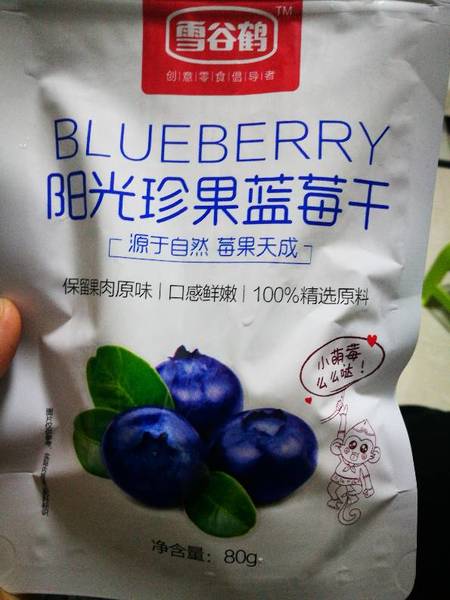 雪谷鹤
TM
创意零食倡导者
BLUEBERRY
阳光珍果蓝莓干
源于自然 莓果天成
保留果肉原味|口感鲜嫩|100%精选原料
小萌莓
么么哒!
净含量: 80g